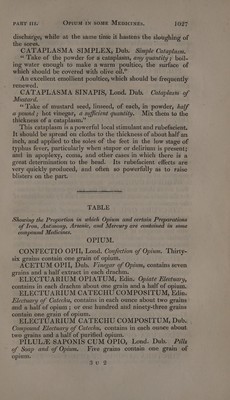 PART III. OPIUM IN SOME MEDICINES. 1027
discharge, while at the same time it hastens the sloughing of
the sores.
CATAPLASMA SIMPLEX, Dub. Simple Cataplasm.
“ Take of the powder for a cataplasm, any quantity; boil-
ing water enough to make a warm poultice, the surface of
which should be covered with olive oil.”
An excellent emollient poultice, which should be frequently
renewed.
CATAPLASMA SINAPIS, Lond. Dub. Cataplasm of
Mustard.
“ Take of mustard seed, linseed, of each, in powder, half
a pound; hot vinegar, a sufficient quantity. Mix them to the
thickness of a cataplasm.”
This cataplasm is a powerful local stimulant and rubefacient.
It should be spread on cloths to the thickness of about half an
inch, and applied to the soles of the feet in the low stage of
typhus fever, particularly when stupor or delirium is present;
and in apoplexy, coma, and other cases in which there is a
great determination to the head. Its rubefacient effects are
very quickly produced, and often so powerfully as to raise
blisters on the part.
TABLE
Showing the Proportion in which Opium and certain Preparations
of Iron, Antimony, Arsenic, and Mercury are contained in some
compound Medicines.
OPIUM.
CONFECTIO OPII, Lond. Confection of Opium. Thirty-
six grains contain one grain of opium.
ACETUM OPII, Dub. Vinegar of Opium, contains seven
grains and a half extract in each drachm.
ELECTUARIUM OPIATUM, Edin. Opiate Electuary,
contains in each drachm about one grain and a half of opium.
ELECTUARIUM CATECHU COMPOSITUM, Edin.
Electuary of Catechu, contains in each ounce about two grains
and a half of opium; or one hundred and ninety-three grains
contain one grain of opium.
ELECTUARIUM CATECHU COMPOSITUM, Dub.
Compound Electuary of Catechu, contains in each ounce about
two grains and a half of purified opium.
PILULÆ SAPONIS CUM OPIO, Lond. Dub. Pills
of Soap and of Opium. Five grains contain one grain of
opium.
3 U 2